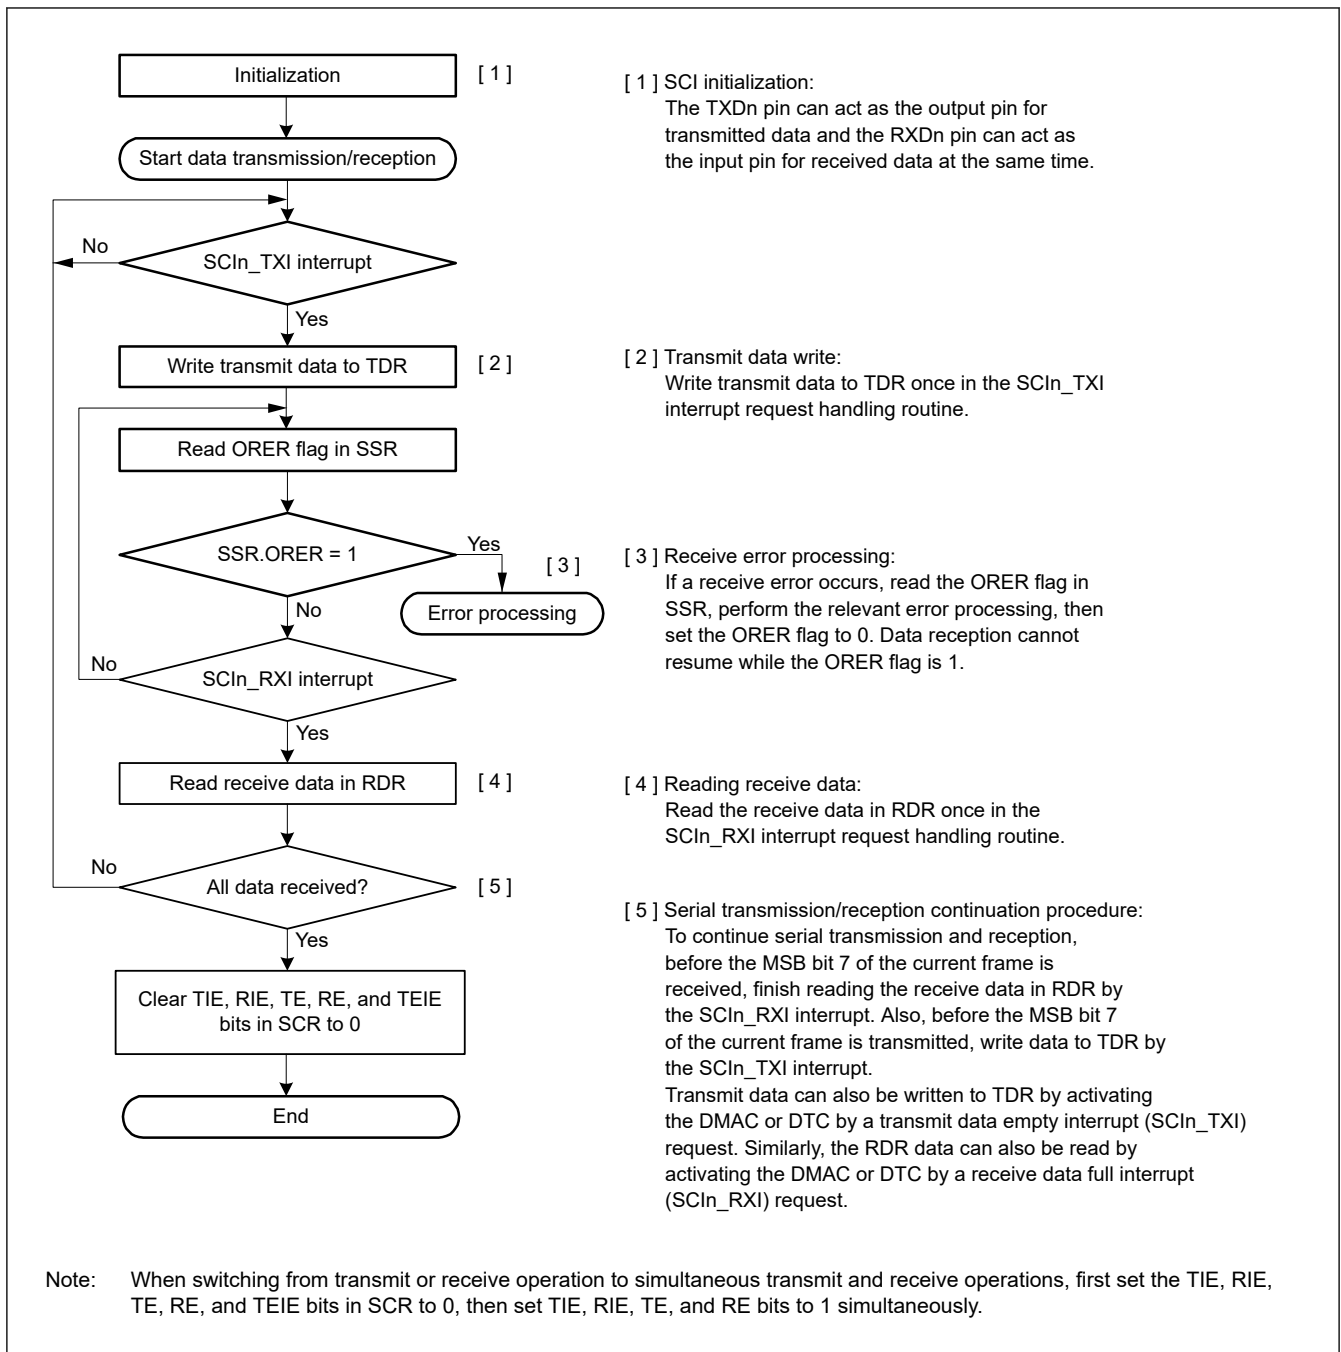 Initialization
[ 1 ]
Start data transmission/reception
No
SCIn_TXI interrupt
Yes
Write transmit data to TDR
[ 2 ]
Read ORER flag in SSR
SSR.ORER = 1
Yes
[ 3 ]
Error processing
No
No
SCIn_RXI interrupt
Yes
Read receive data in RDR
[ 4 ]
No
All data received?
[ 5 ]
Yes
Clear TIE, RIE, TE, RE, and TEIE
bits in SCR to 0
End
[ 1 ] SCI initialization:
The TXDn pin can act as the output pin for
transmitted data and the RXDn pin can act as
the input pin for received data at the same time.
[ 2 ] Transmit data write:
Write transmit data to TDR once in the SCIn_TXI
interrupt request handling routine.
[ 3 ] Receive error processing:
If a receive error occurs, read the ORER flag in
SSR, perform the relevant error processing, then
set the ORER flag to 0. Data reception cannot
resume while the ORER flag is 1.
[ 4 ] Reading receive data:
Read the receive data in RDR once in the
SCIn_RXI interrupt request handling routine.
[ 5 ] Serial transmission/reception continuation procedure:
To continue serial transmission and reception,
before the MSB bit 7 of the current frame is
received, finish reading the receive data in RDR by
the SCIn_RXI interrupt. Also, before the MSB bit 7
of the current frame is transmitted, write data to TDR by
the SCIn_TXI interrupt.
Transmit data can also be written to TDR by activating
the DMAC or DTC by a transmit data empty interrupt (SCIn_TXI)
request. Similarly, the RDR data can also be read by
activating the DMAC or DTC by a receive data full interrupt
(SCIn_RXI) request.
Note: When switching from transmit or receive operation to simultaneous transmit and receive operations, first set the TIE, RIE,
TE, RE, and TEIE bits in SCR to 0, then set TIE, RIE, TE, and RE bits to 1 simultaneously.